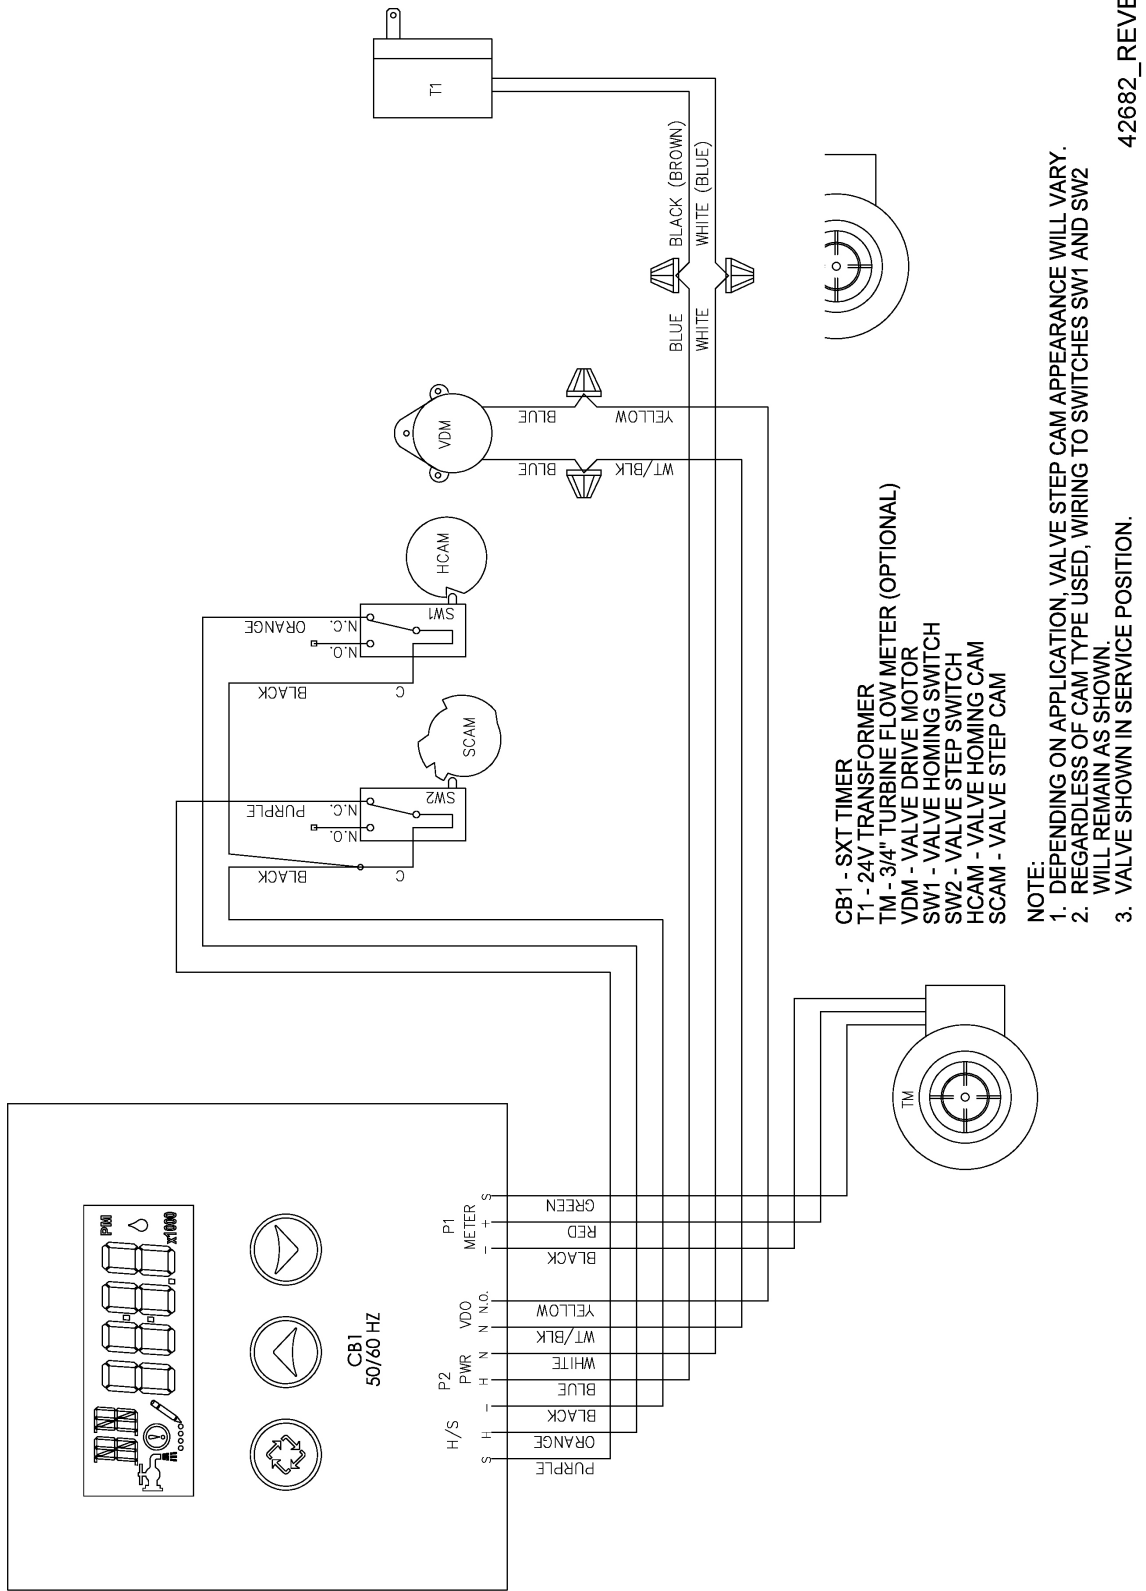 T1
BLACK (BROWN)
WHITE (BLUE)
BLUE
WHITE
VDM
BLUE
YELLOW
BLUE
WT/BLK
HCAM
SW1
ORANGE
N.C.
N.O.
BLACK
C
SCAM
SW2
PURPLE
N.C.
N.O.
BLACK
C
PM
x1000
CB1
50/60 HZ
P1
METER
S
+
-
GREEN
RED
BLACK
P2
VDO
N.O.
N
PWR
N
H
H/S
-
H
S
YELLOW
WT/BLK
WHITE
BLUE
BLACK
ORANGE
PURPLE
TM
CB1 - SXT TIMER
T1 - 24V TRANSFORMER
TM - 3/4" TURBINE FLOW METER (OPTIONAL)
VDM - VALVE DRIVE MOTOR
SW1 - VALVE HOMING SWITCH
SW2 - VALVE STEP SWITCH
HCAM - VALVE HOMING CAM
SCAM - VALVE STEP CAM
NOTE:
1. DEPENDING ON APPLICATION, VALVE STEP CAM APPEARANCE WILL VARY.
2. REGARDLESS OF CAM TYPE USED, WIRING TO SWITCHES SW1 AND SW2
WILL REMAIN AS SHOWN.
3. VALVE SHOWN IN SERVICE POSITION.
42682_REVE